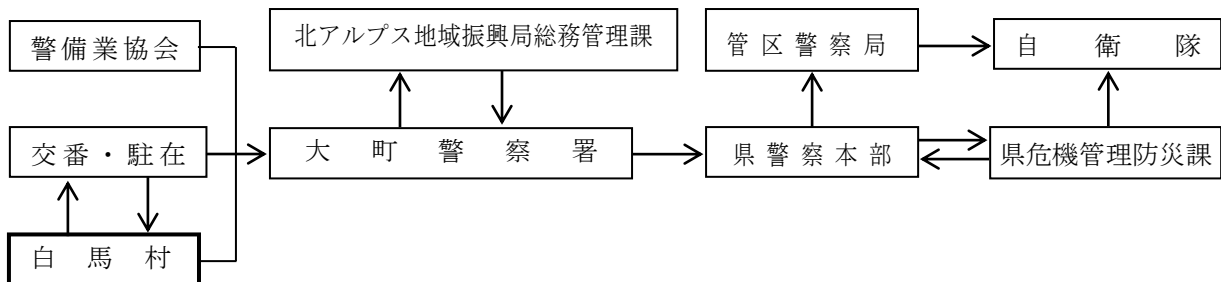 警備業協会
北アルプス地域振興局総務管理課
管区警察局
自衛隊
交番・駐在
大町警察署
県警察本部
県危機管理防災課
白馬村